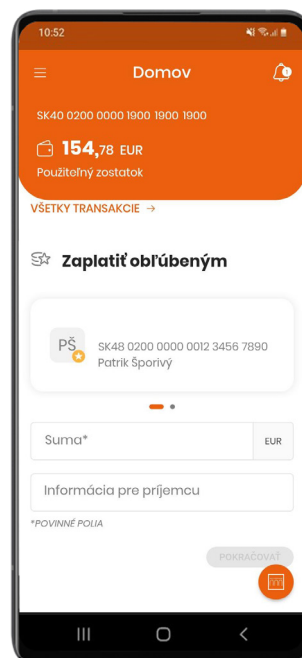 10:52
Domov
SK40 0200 0000 1900 1900 1900
154,78 EUR
Použiteľný zostatok
VŠETKY TRANSAKCIE →
Zaplatiť obľúbeným
PŠ
SK48 0200 0000 0012 3456 7890
Patrik Šporivý
Suma*
EUR
Informácia pre príjemcu
*POVINNÉ POLIA
POKRAČOVAŤ